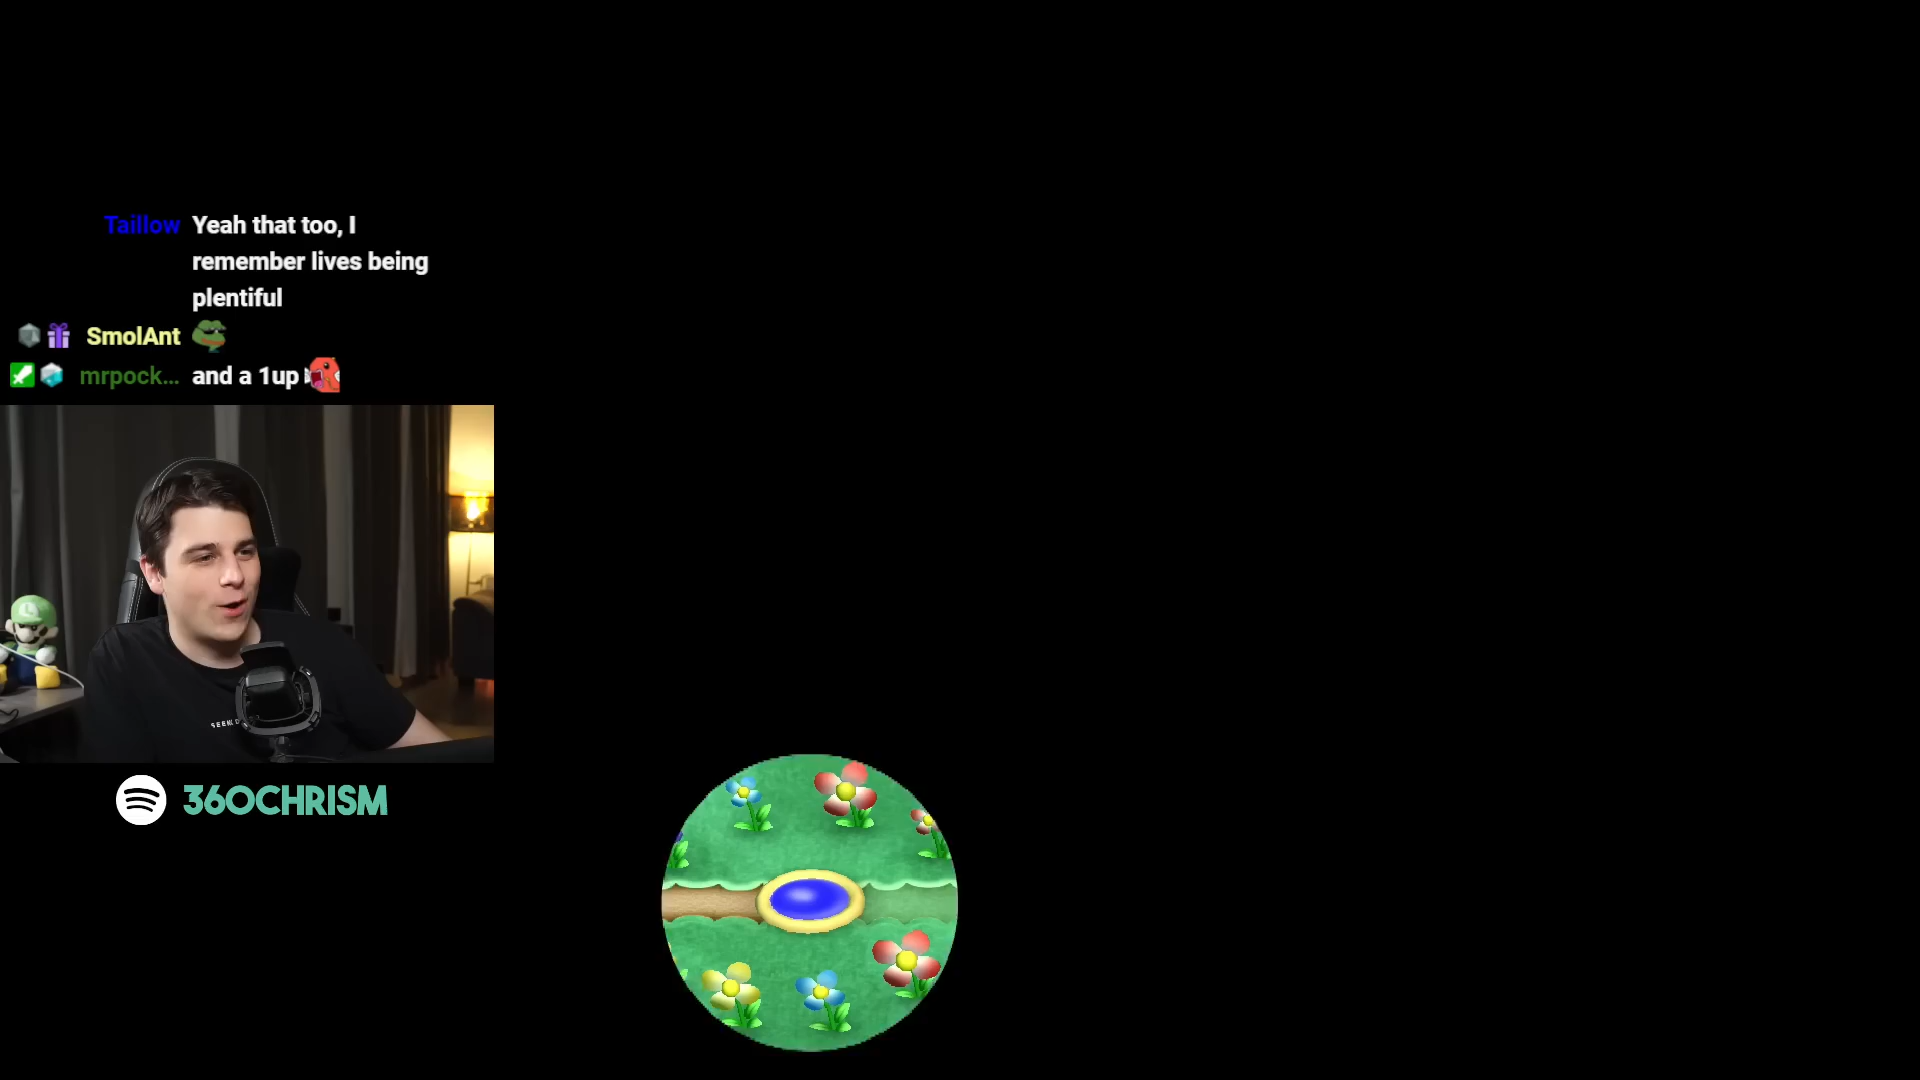 Taillow Yeah that too, I
remember lives being
plentiful
SmolAnt
mrpock... and a 1up
360CHRISM